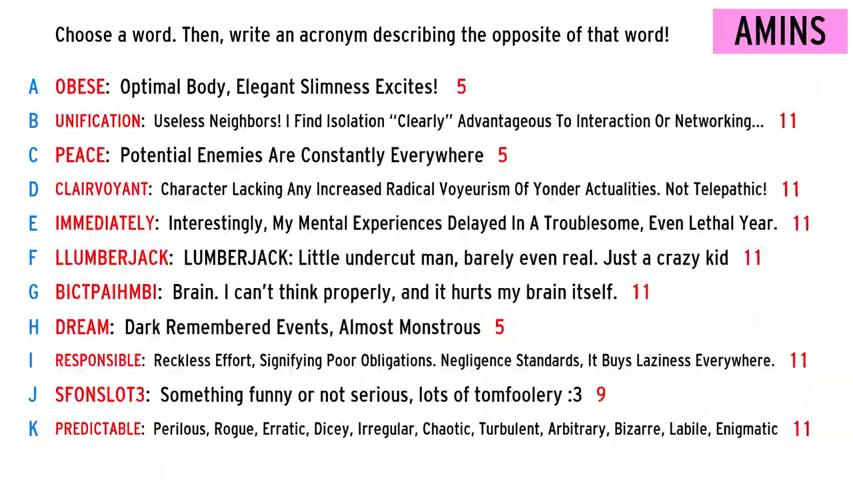 Choose a word. Then, write an acronym describing the opposite of that word!
AMINS
A OBESE: Optimal Body, Elegant Slimness Excites! 5
B UNIFICATION: Useless Neighbors! I Find Isolation “Clearly” Advantageous To Interaction Or Networking... 11
C PEACE: Potential Enemies Are Constantly Everywhere 5
D CLAIRVOYANT: Character Lacking Any Increased Radical Voyeurism Of Yonder Actualities. Not Telepathic! 11
E IMMEDIATELY: Interestingly, My Mental Experiences Delayed In A Troublesome, Even Lethal Year. 11
F LLUMBERJACK: LUMBERJACK: Little undercut man, barely even real. Just a crazy kid 11
G BICTPAIHMBI: Brain. I can't think properly, and it hurts my brain itself. 11
H DREAM: Dark Remembered Events, Almost Monstrous 5
I RESPONSIBLE: Reckless Effort, Signifying Poor Obligations. Negligence Standards, It Buys Laziness Everywhere. 11
J SFONSLOT3: Something funny or not serious, lots of tomfoolery :3 9
K PREDICTABLE: Perilous, Rogue, Erratic, Dicey, Irregular, Chaotic, Turbulent, Arbitrary, Bizarre, Labile, Enigmatic 11